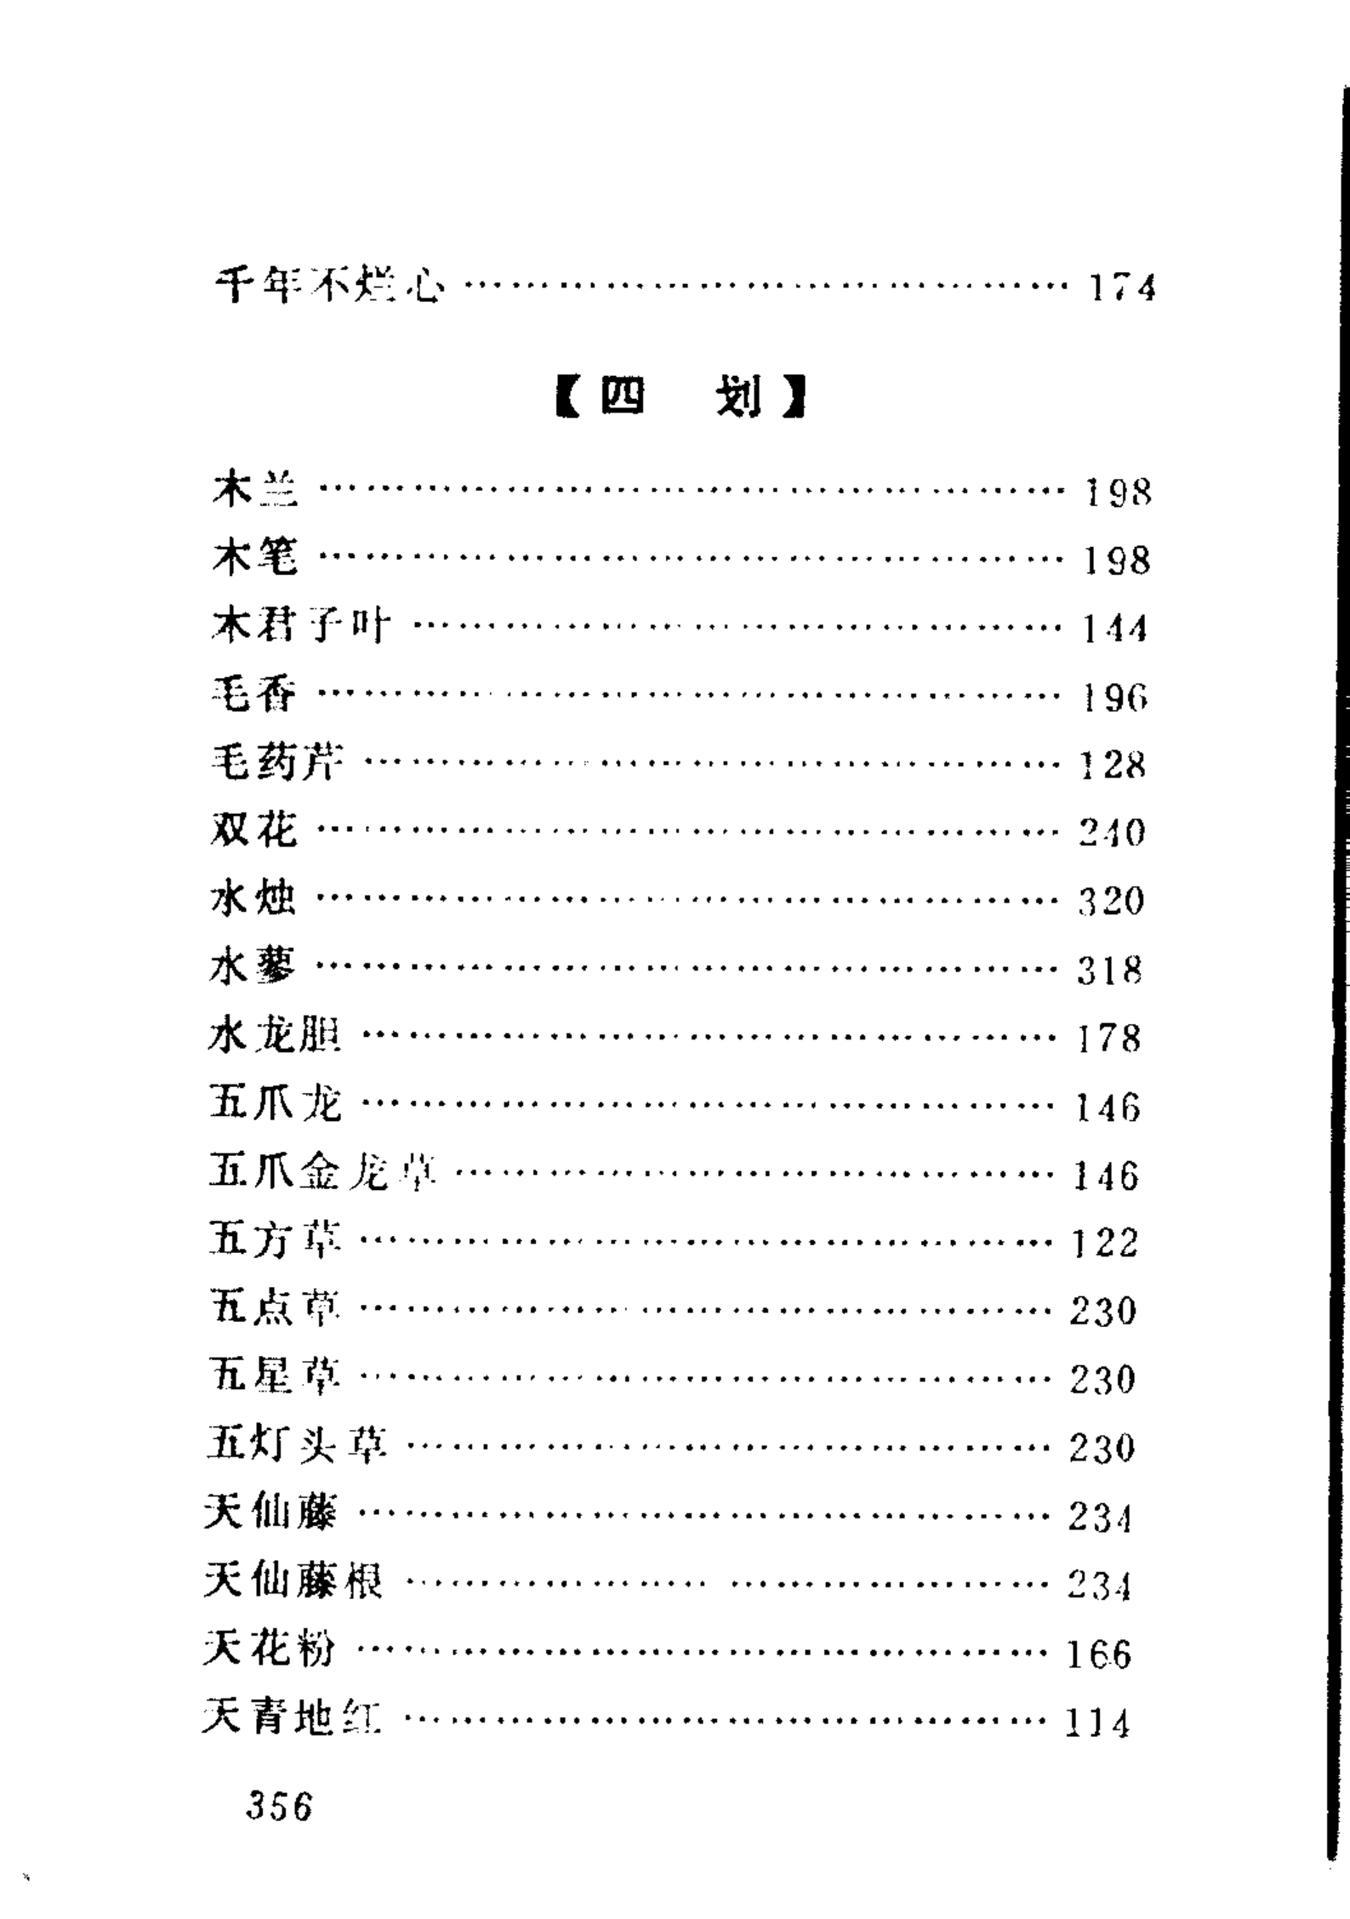 千年不烂心 …………………………………… 174
【四　划】
木兰 …………………………………… 198
木笔 …………………………………… 198
木君子叶 …………………………………… 144
毛香 …………………………………… 196
毛药芹 …………………………………… 128
双花 …………………………………… 240
水烛 …………………………………… 320
水蓼 …………………………………… 318
水龙胆 …………………………………… 178
五爪龙 …………………………………… 146
五爪金龙草 …………………………………… 146
五方草 …………………………………… 122
五点草 …………………………………… 230
五星草 …………………………………… 230
五灯头草 …………………………………… 230
天仙藤 …………………………………… 234
天仙藤根 …………………………………… 234
天花粉 …………………………………… 166
天青地红 …………………………………… 114
356